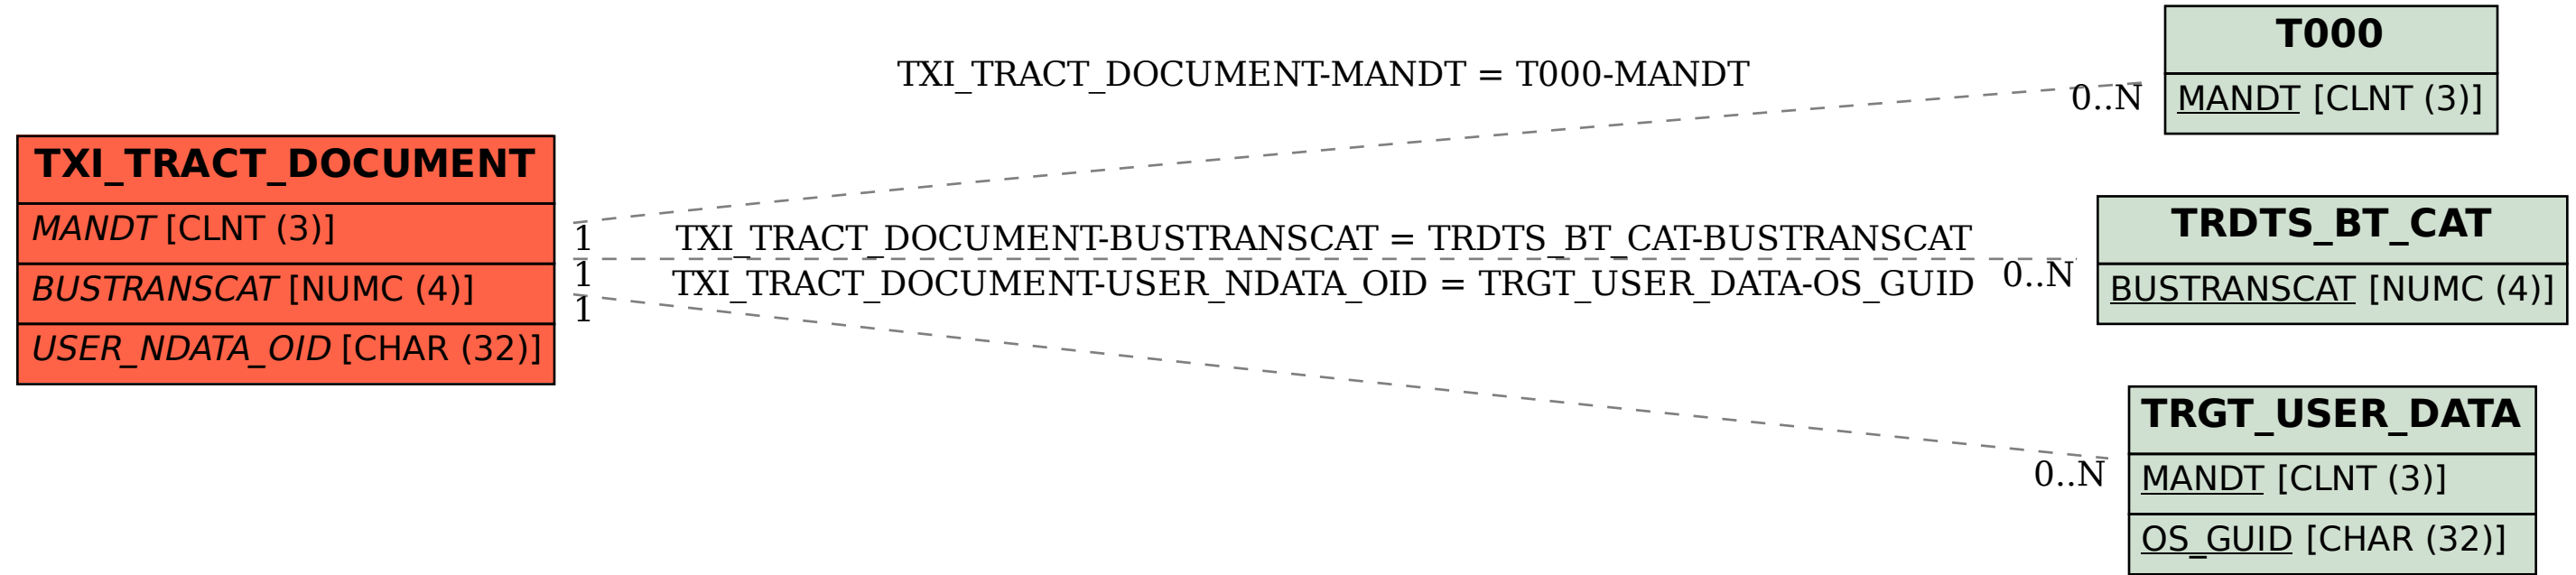 TXI_TRACT_DOCUMENT
MANDT [CLNT (3)]
BUSTRANSCAT [NUMC (4)]
USER_NDATA_OID [CHAR (32)]
TXI_TRACT_DOCUMENT-MANDT = T000-MANDT
1
0..N
TXI_TRACT_DOCUMENT-BUSTRANSCAT = TRDTS_BT_CAT-BUSTRANSCAT
1
0..N
TXI_TRACT_DOCUMENT-USER_NDATA_OID = TRGT_USER_DATA-OS_GUID
1
0..N
T000
MANDT [CLNT (3)]
TRDTS_BT_CAT
BUSTRANSCAT [NUMC (4)]
TRGT_USER_DATA
MANDT [CLNT (3)]
OS_GUID [CHAR (32)]